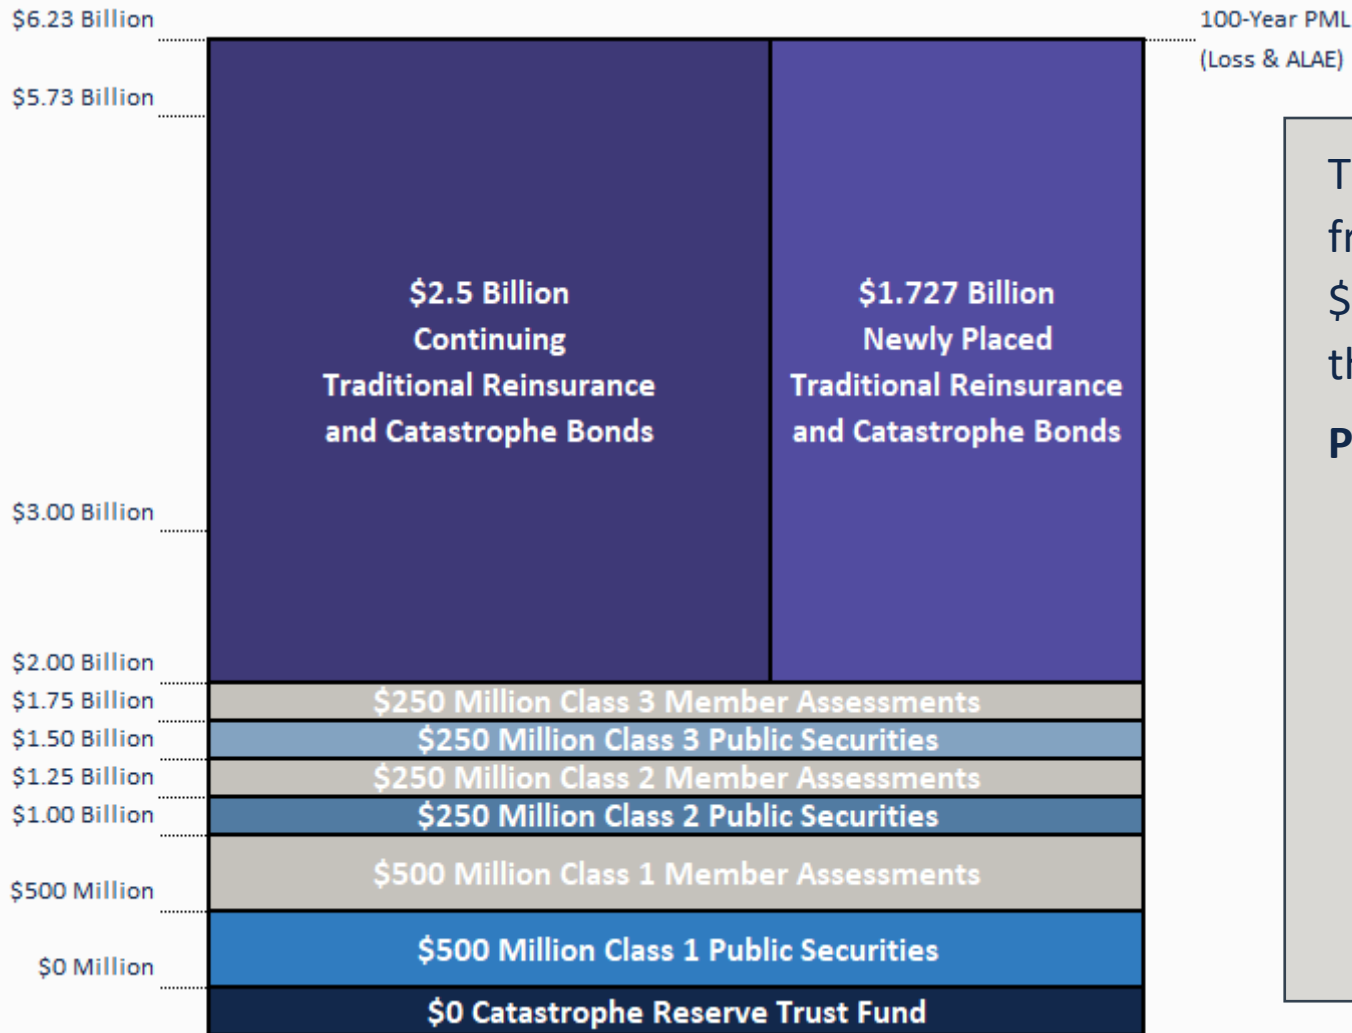 $6.23 Billion
100-Year PML
(Loss & ALAE)
$5.73 Billion
$2.5 Billion
Continuing
Traditional Reinsurance
and Catastrophe Bonds
$1.727 Billion
Newly Placed
Traditional Reinsurance
and Catastrophe Bonds
$3.00 Billion
$2.00 Billion
$250 Million Class 3 Member Assessments
$1.75 Billion
$250 Million Class 3 Public Securities
$1.50 Billion
$250 Million Class 2 Member Assessments
$1.25 Billion
$250 Million Class 2 Public Securities
$1.00 Billion
$500 Million Class 1 Member Assessments
$500 Million
$500 Million Class 1 Public Securities
$0 Million
$0 Catastrophe Reserve Trust Fund